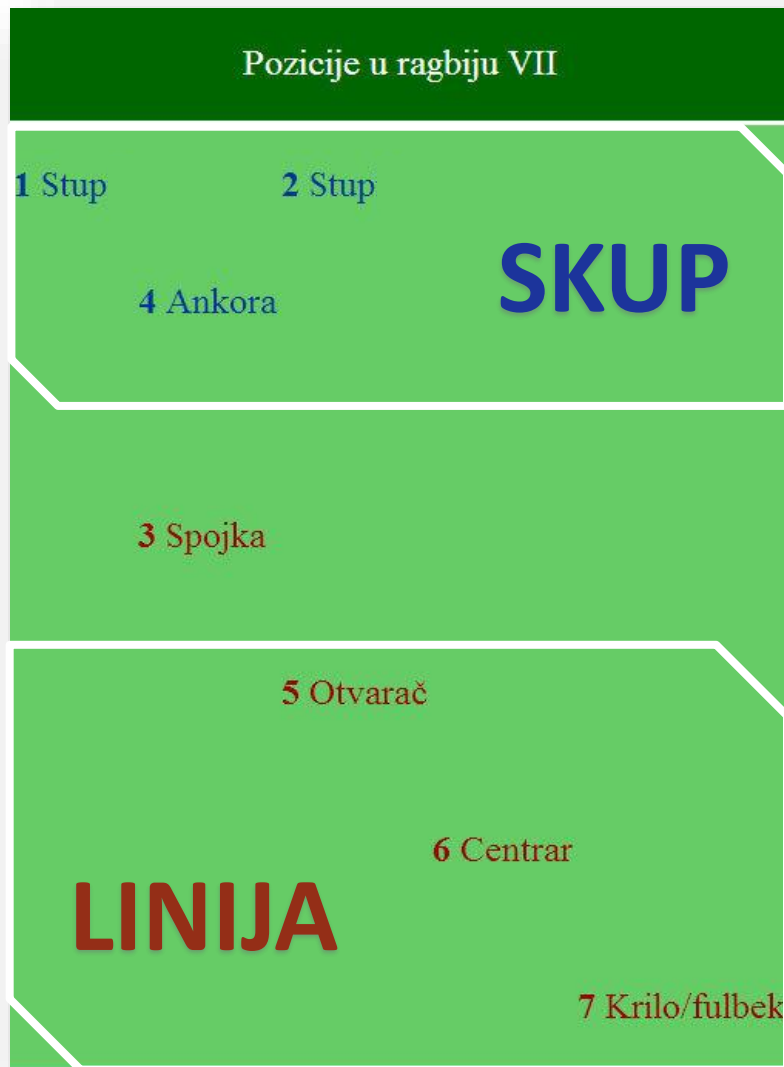 Pozicije u ragbiju VII
1 Stup 2 Stup
SKUP
4 Ankora
3 Spojka
5 Otvarač
6 Centrar
LINIJA
7 Krilo/fulbek